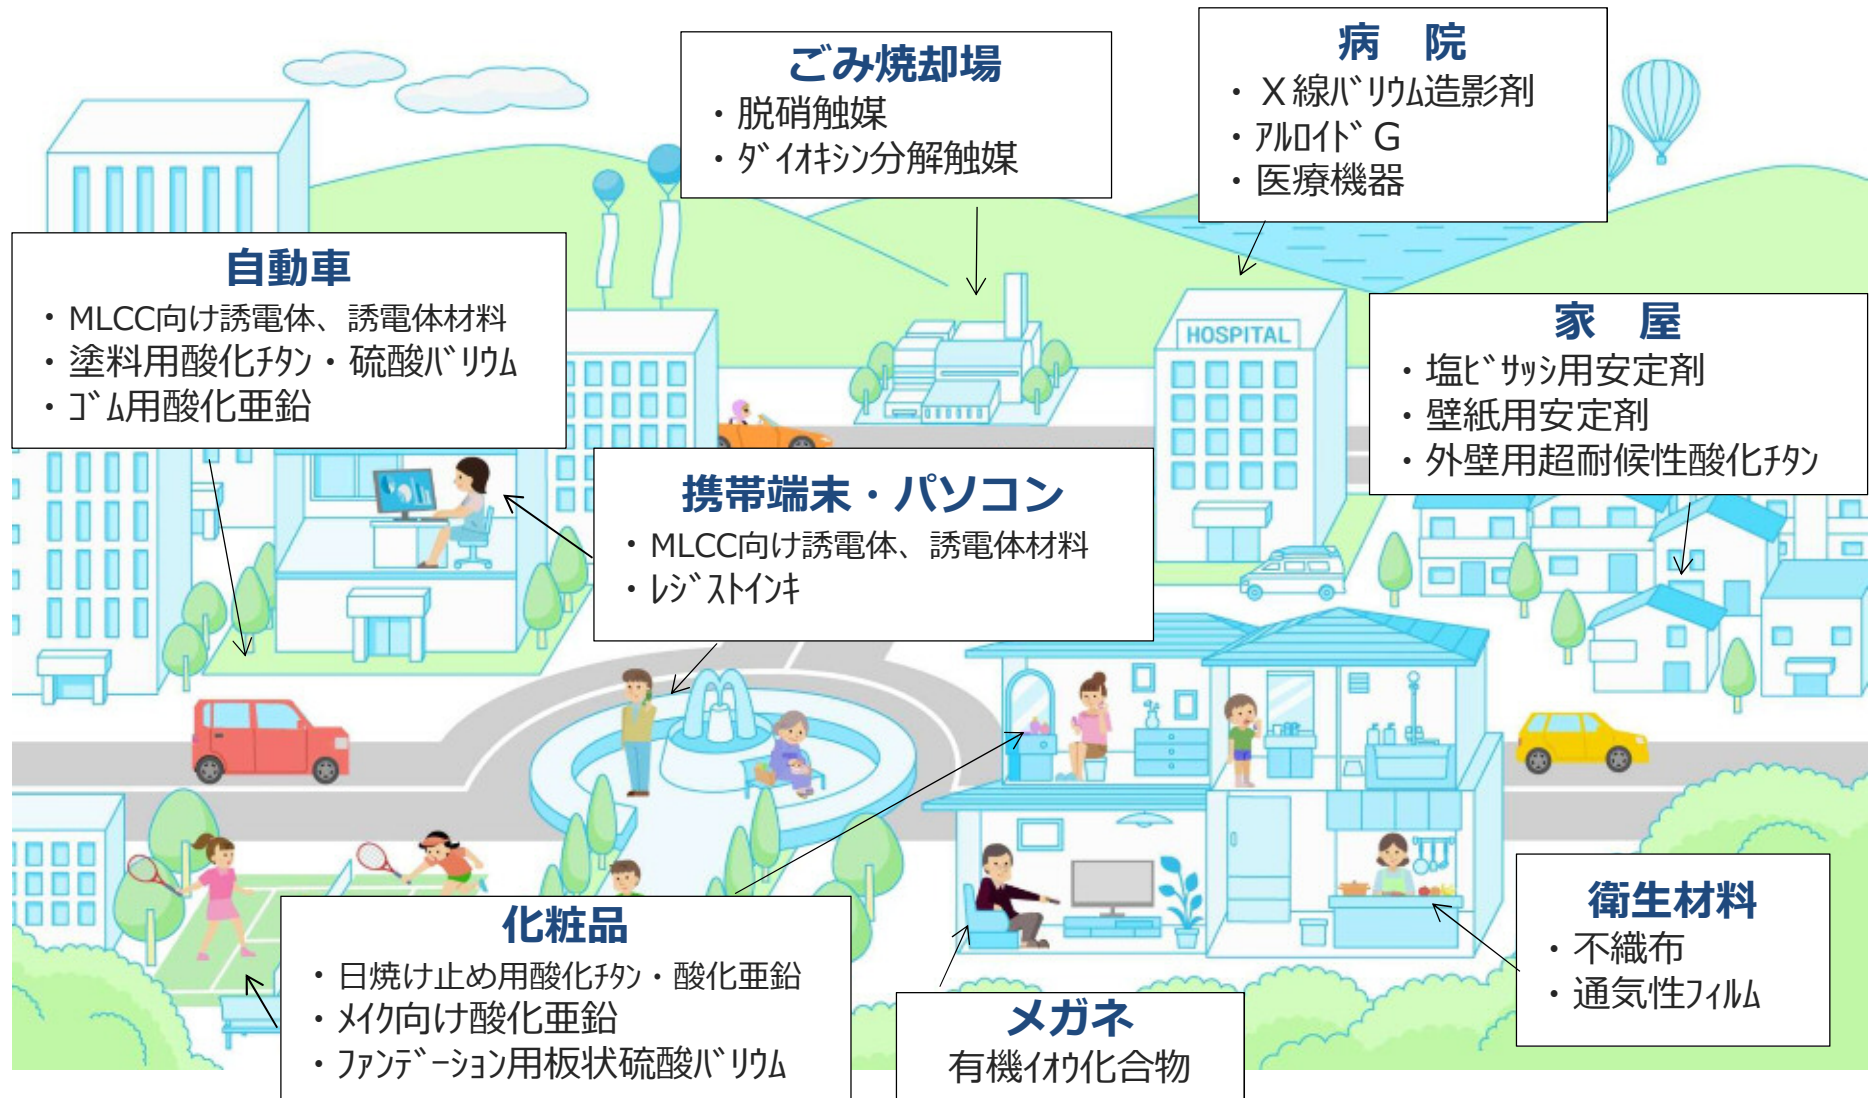 ごみ焼却場
・脱硝触媒
・ダイオキシン分解触媒
病　院
・X線バリウム造影剤
・アルロイドG
・医療機器
自動車
・MLCC向け誘電体、誘電体材料
・塗料用酸化チタン・硫酸バリウム
・ゴム用酸化亜鉛
HOSPITAL
家　屋
・塩ビサッシ用安定剤
・壁紙用安定剤
・外壁用超耐候性酸化チタン
携帯端末・パソコン
・MLCC向け誘電体、誘電体材料
・レジストインキ
化粧品
・日焼け止め用酸化チタン・酸化亜鉛
・メイク向け酸化亜鉛
・ファンデーション用板状硫酸バリウム
メガネ
有機イオウ化合物
衛生材料
・不織布
・通気性フィルム